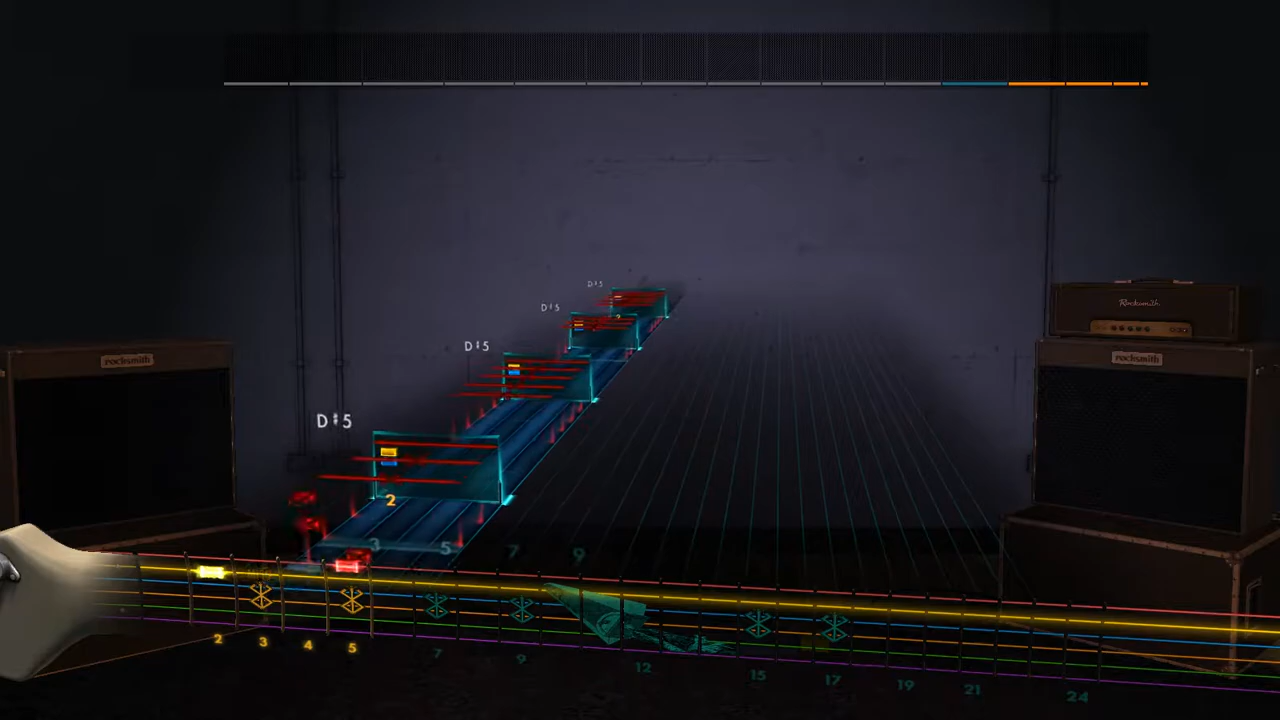 D♯5
D♯5
D♯5
Rocksmith
D♯5
rocksmith
rocksmith
2
3 5 7 9
2 3 4 5 7 9 12 15 17 19 21 24